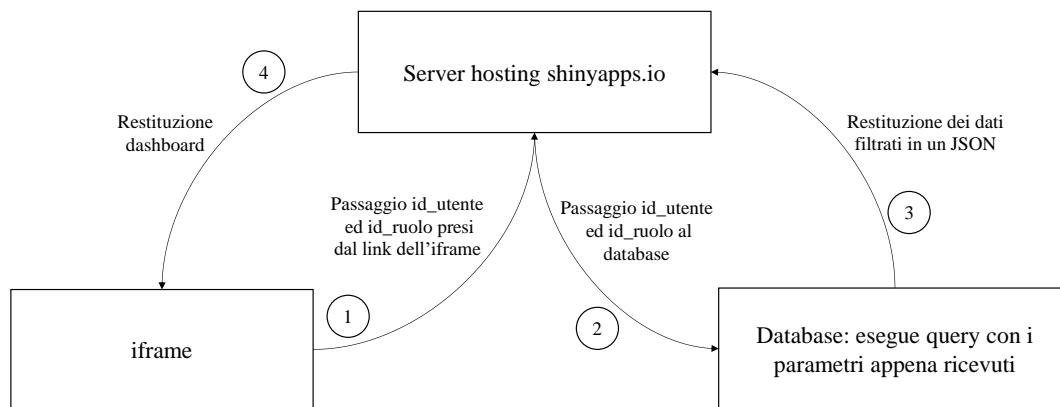 Server hosting shinyapps.io
4
Restituzione
dashboard
Restituzione dei dati
filtrati in un JSON
Passaggio id_utente
ed id_ruolo presi
dal link dell’iframe
Passaggio id_utente
ed id_ruolo al
database
3
1
2
iframe
Database: esegue query con i
parametri appena ricevuti